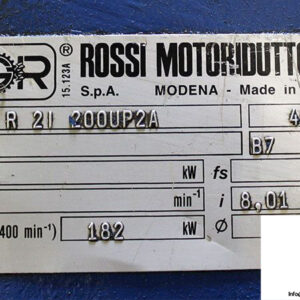 GR 15.123A ® ROSSI MOTORIDUTTO
S.p.A. MODENA - Made in
R 2I 200UP2A 4
B7
kW fs
min⁻¹ i 8,01
400 min⁻¹) 182 kW Ø